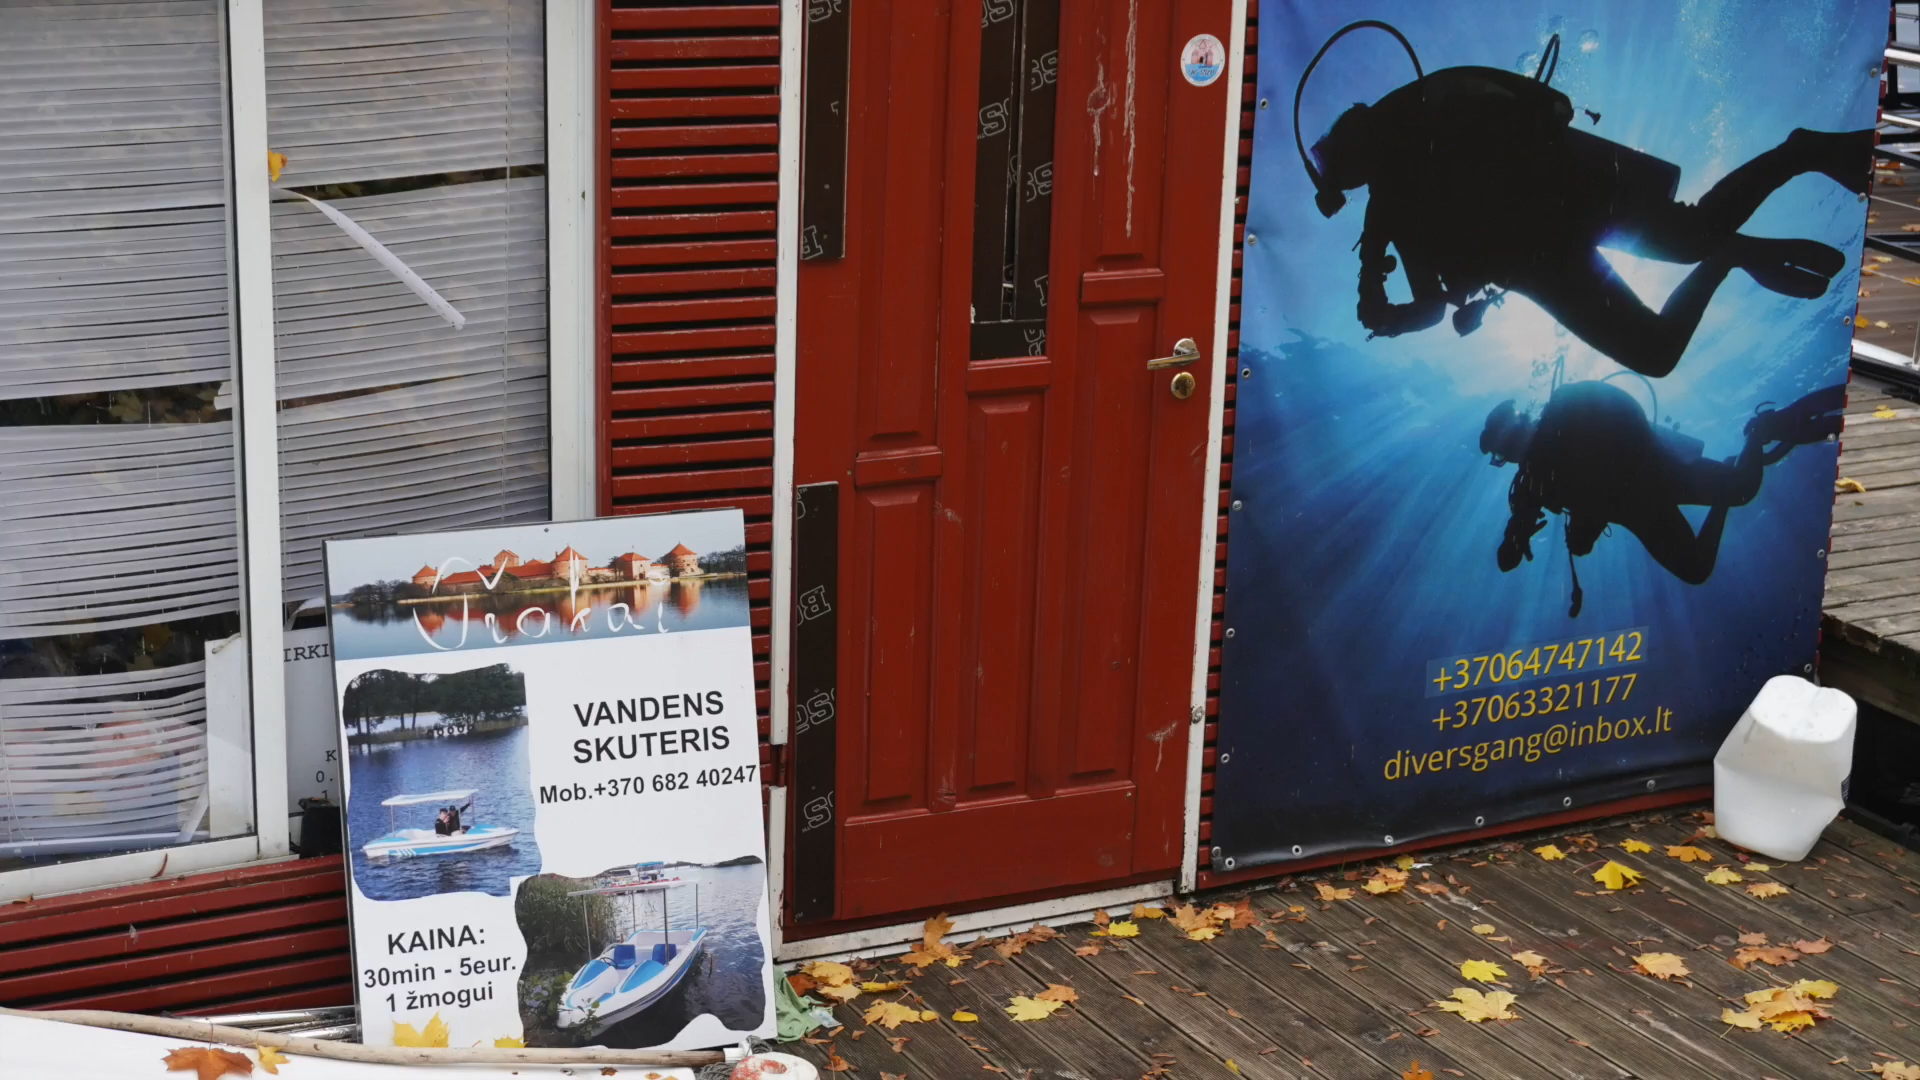 Trakai
VANDENS
SKUTERIS
Mob.+370 682 40247
KAINA:
30min - 5eur.
1 žmogui
+37064747142
+37063321177
diversgang@inbox.lt